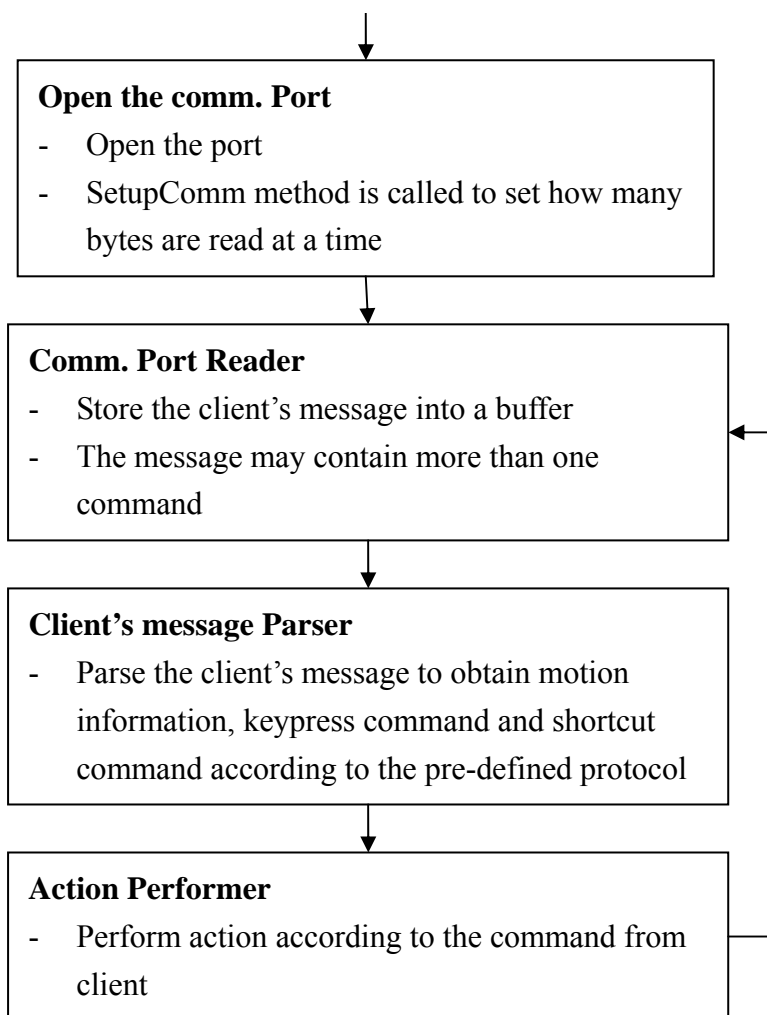 Open the comm. Port
- Open the port
- SetupComm method is called to set how many
bytes are read at a time
Comm. Port Reader
- Store the client’s message into a buffer
- The message may contain more than one
command
Client’s message Parser
- Parse the client’s message to obtain motion
information, keypress command and shortcut
command according to the pre-defined protocol
Action Performer
- Perform action according to the command from
client